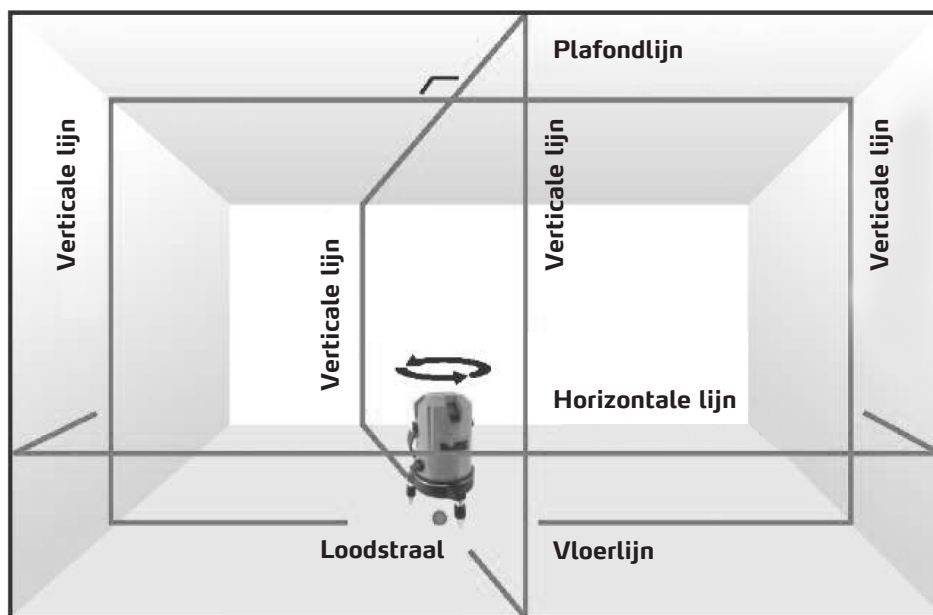 Plafondlijn
Verticale lijn
Verticale lijn
Verticale lijn
Verticale lijn
Horizontale lijn
Loodstraal
Vloerlijn